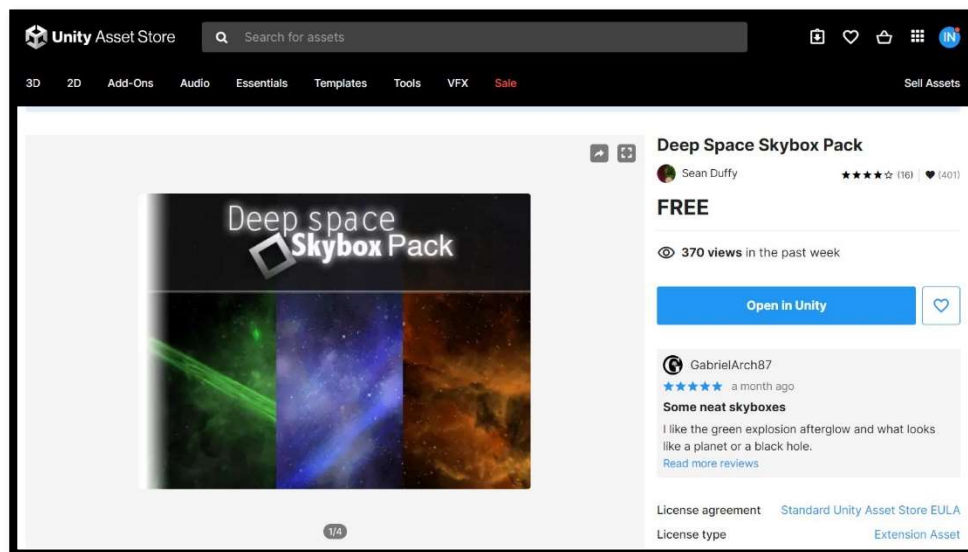 Unity Asset Store
Search for assets
IN
3D 2D Add-Ons Audio Essentials Templates Tools VFX Sale Sell Assets
Deep space
Skybox Pack
1/4
Deep Space Skybox Pack
Sean Duffy ★★★★☆ (16) | ♥ (401)
FREE
370 views in the past week
Open in Unity
GabrielArch87
★★★★★ a month ago
Some neat skyboxes
I like the green explosion afterglow and what looks
like a planet or a black hole.
Read more reviews
License agreement Standard Unity Asset Store EULA
License type Extension Asset